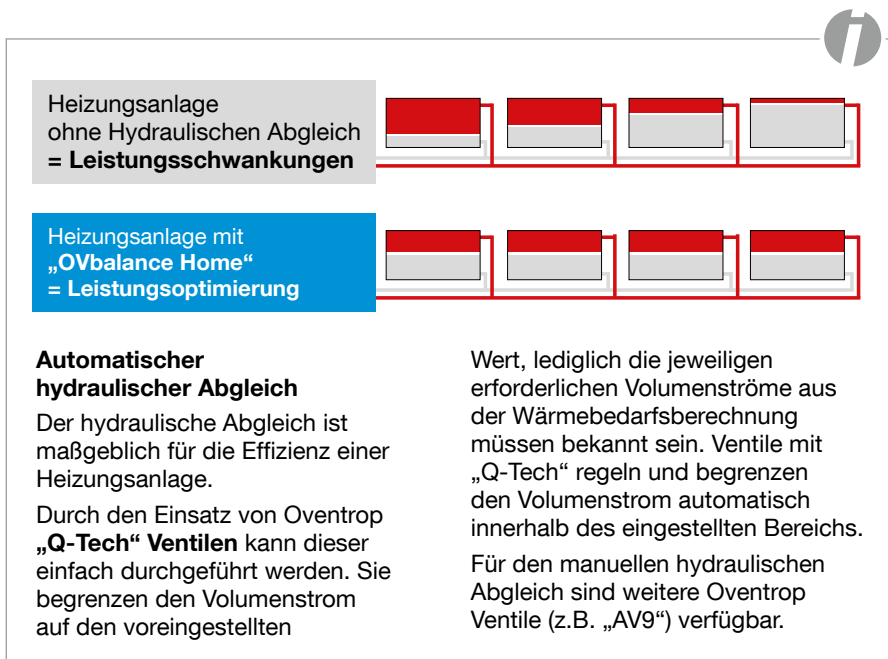 Heizungsanlage
ohne Hydraulischen Abgleich
= Leistungsschwankungen
Heizungsanlage mit
„OVbalance Home“
= Leistungsoptimierung
Automatischer
hydraulischer Abgleich
Der hydraulische Abgleich ist
maßgeblich für die Effizienz einer
Heizungsanlage.
Durch den Einsatz von Oventrop
„Q-Tech“ Ventilen kann dieser
einfach durchgeführt werden. Sie
begrenzen den Volumenstrom
auf den voreingestellten
Wert, lediglich die jeweiligen
erforderlichen Volumenströme aus
der Wärmebedarfsberechnung
müssen bekannt sein. Ventile mit
„Q-Tech“ regeln und begrenzen
den Volumenstrom automatisch
innerhalb des eingestellten Bereichs.
Für den manuellen hydraulischen
Abgleich sind weitere Oventrop
Ventile (z.B. „AV9“) verfügbar.